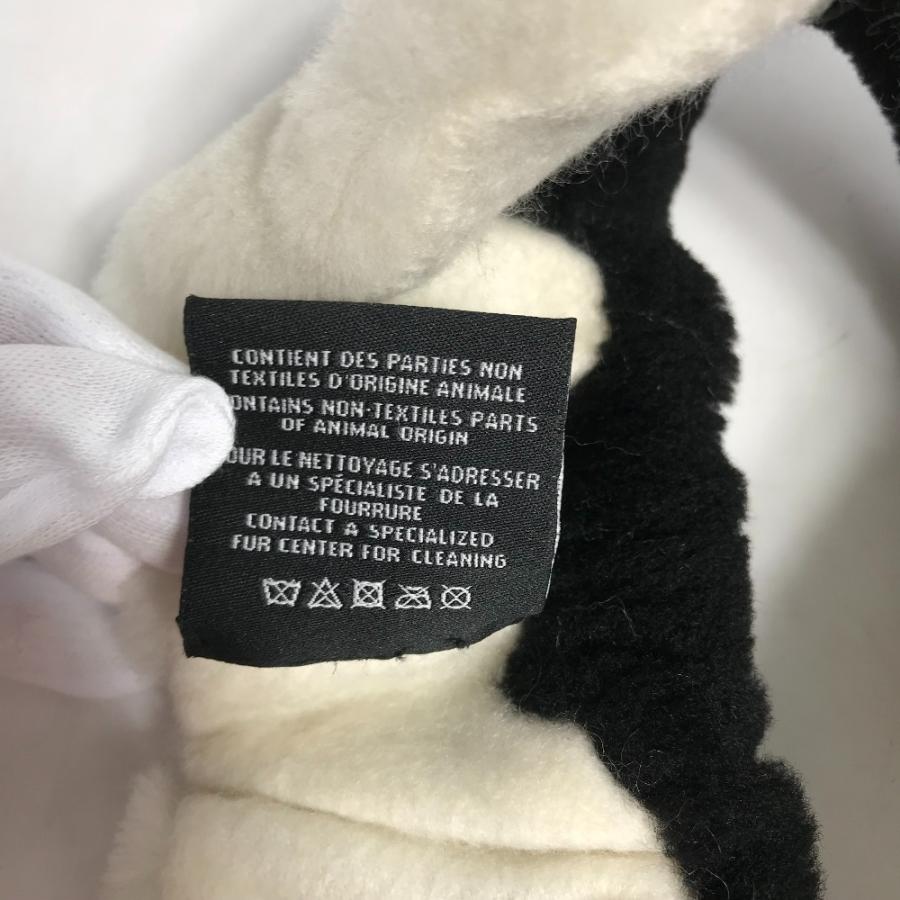 CONTIENT DES PARTIES NON
TEXTILES D'ORIGINE ANIMALE
ONTAINS NON-TEXTILES PARTS
OF ANIMAL ORIGIN
OUR LE NETTOYAGE S'ADRESSER
A UN SPÉCIALISTE DE LA
FOURRURE
CONTACT A SPECIALIZED
FUR CENTER FOR CLEANING